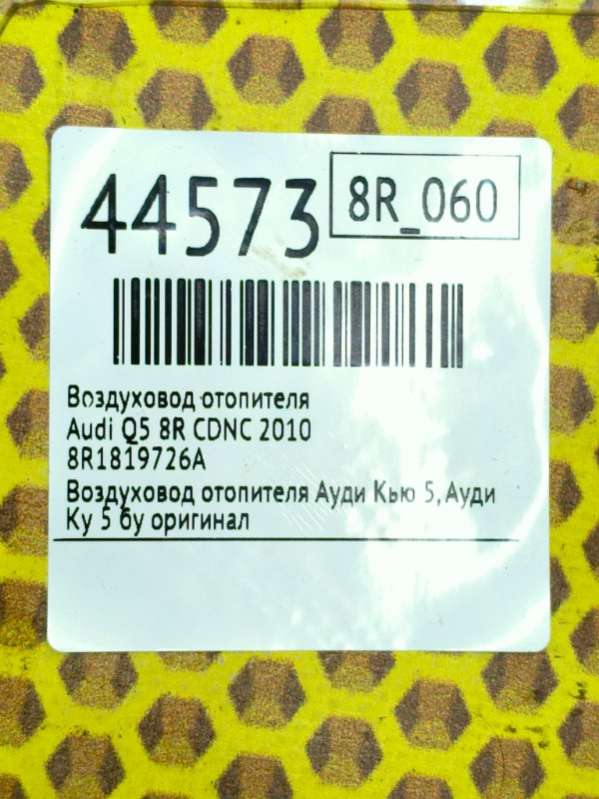 44573
8R_060
Воздуховод отопителя
Audi Q5 8R CDNC 2010
8R1819726A
Воздуховод отопителя Ауди Кью 5, Ауди
Ку 5 бу оригинал